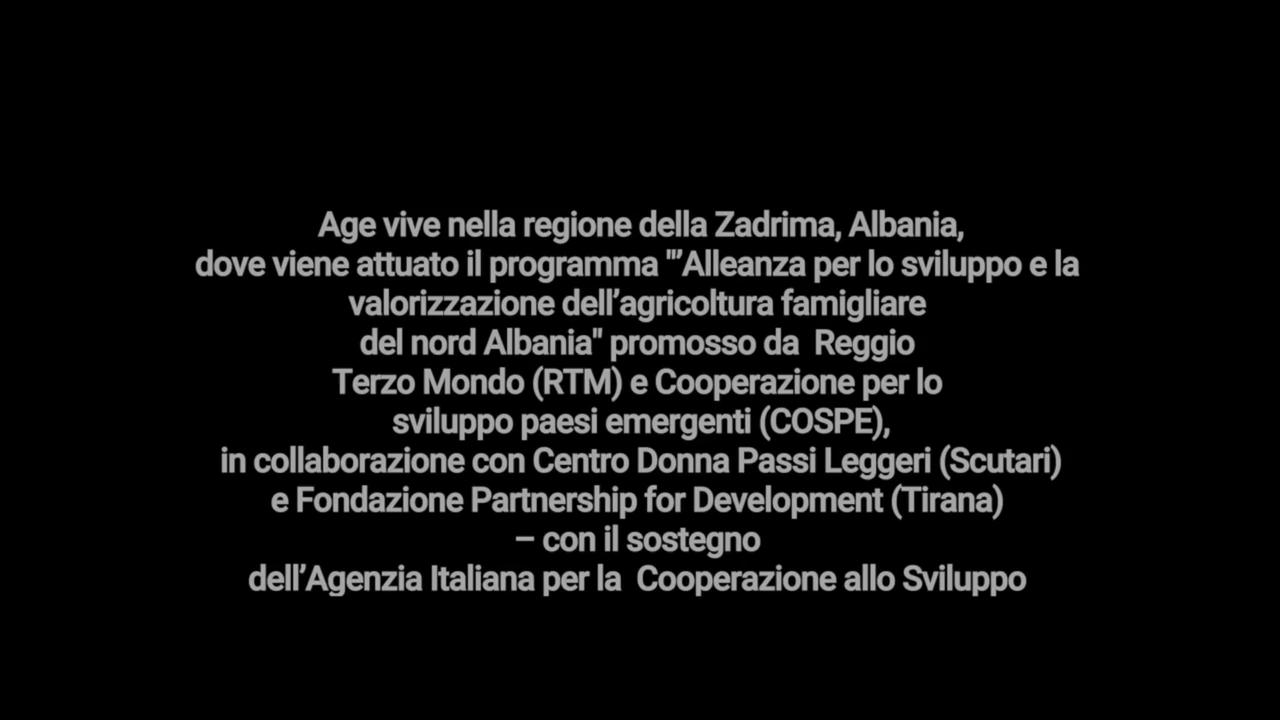 Age vive nella regione della Zadrima, Albania,
dove viene attuato il programma "’Alleanza per lo sviluppo e la
valorizzazione dell’agricoltura famigliare
del nord Albania" promosso da  Reggio
Terzo Mondo (RTM) e Cooperazione per lo
sviluppo paesi emergenti (COSPE),
in collaborazione con Centro Donna Passi Leggeri (Scutari)
e Fondazione Partnership for Development (Tirana)
– con il sostegno
dell’Agenzia Italiana per la  Cooperazione allo Sviluppo